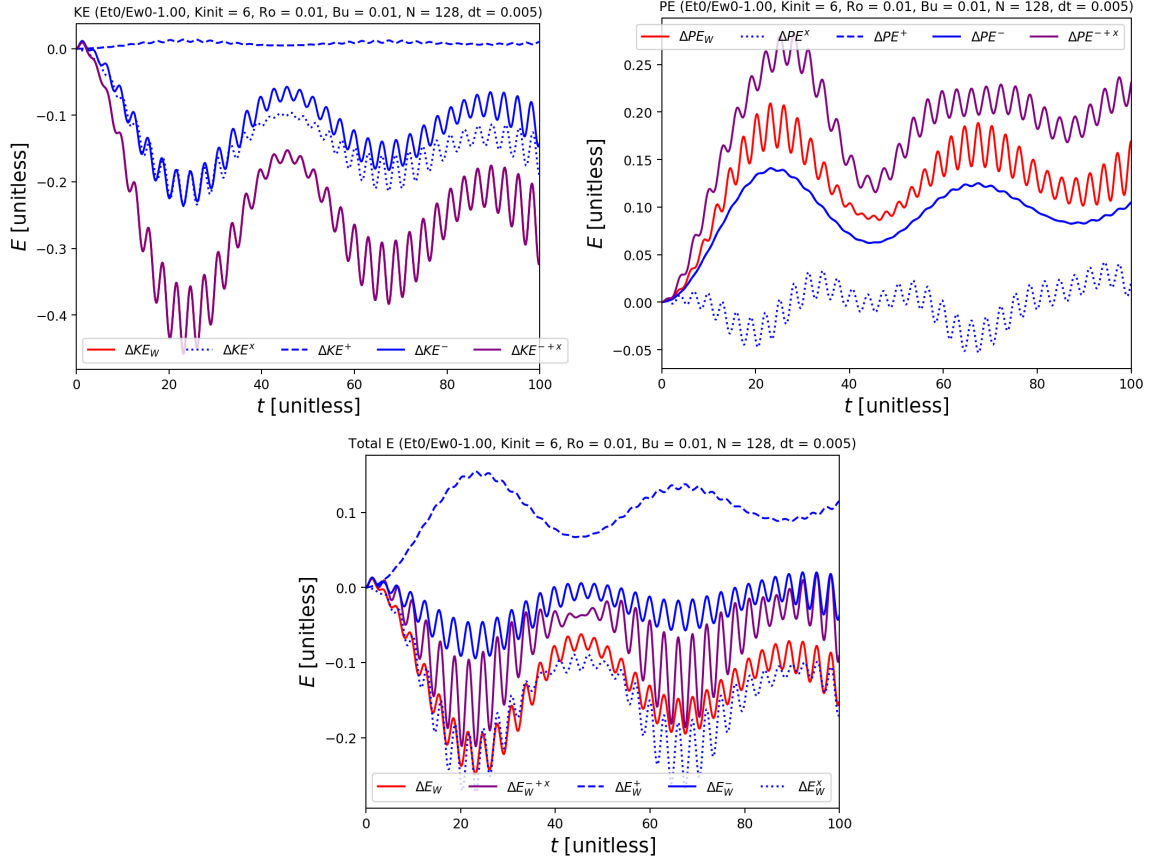 KE (Et0/Ew0-1.00, Kinit = 6, Ro = 0.01, Bu = 0.01, N = 128, dt = 0.005)
0.0
−0.1
−0.2
−0.3
−0.4
E [unitless]
ΔKE_W ΔKE^x ΔKE^+ ΔKE^− ΔKE^{−+x}
0 20 40 60 80 100
t [unitless]
PE (Et0/Ew0-1.00, Kinit = 6, Ro = 0.01, Bu = 0.01, N = 128, dt = 0.005)
ΔPE_W ΔPE^x ΔPE^+ ΔPE^− ΔPE^{−+x}
0.25
0.20
0.15
0.10
0.05
0.00
−0.05
E [unitless]
0 20 40 60 80 100
t [unitless]
Total E (Et0/Ew0-1.00, Kinit = 6, Ro = 0.01, Bu = 0.01, N = 128, dt = 0.005)
0.1
0.0
−0.1
−0.2
E [unitless]
ΔE_W ΔE_W^{−+x} ΔE_W^+ ΔE_W^− ΔE_W^x
0 20 40 60 80 100
t [unitless]